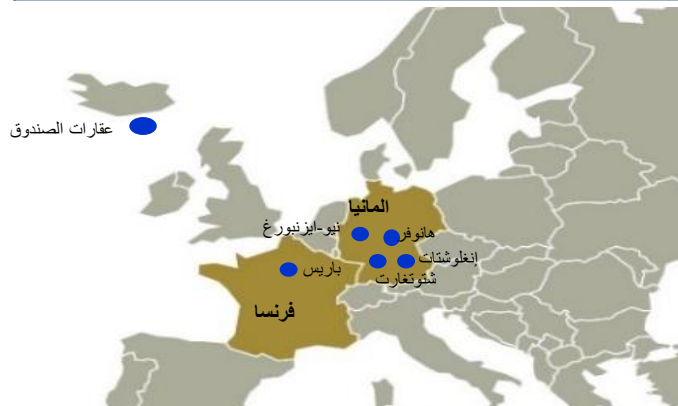 عقارات الصندوق
المانيا
نيو-ايزنبورغ
هانوفر
إنغلوشتات
شتوتغارت
باريس
فرنسا